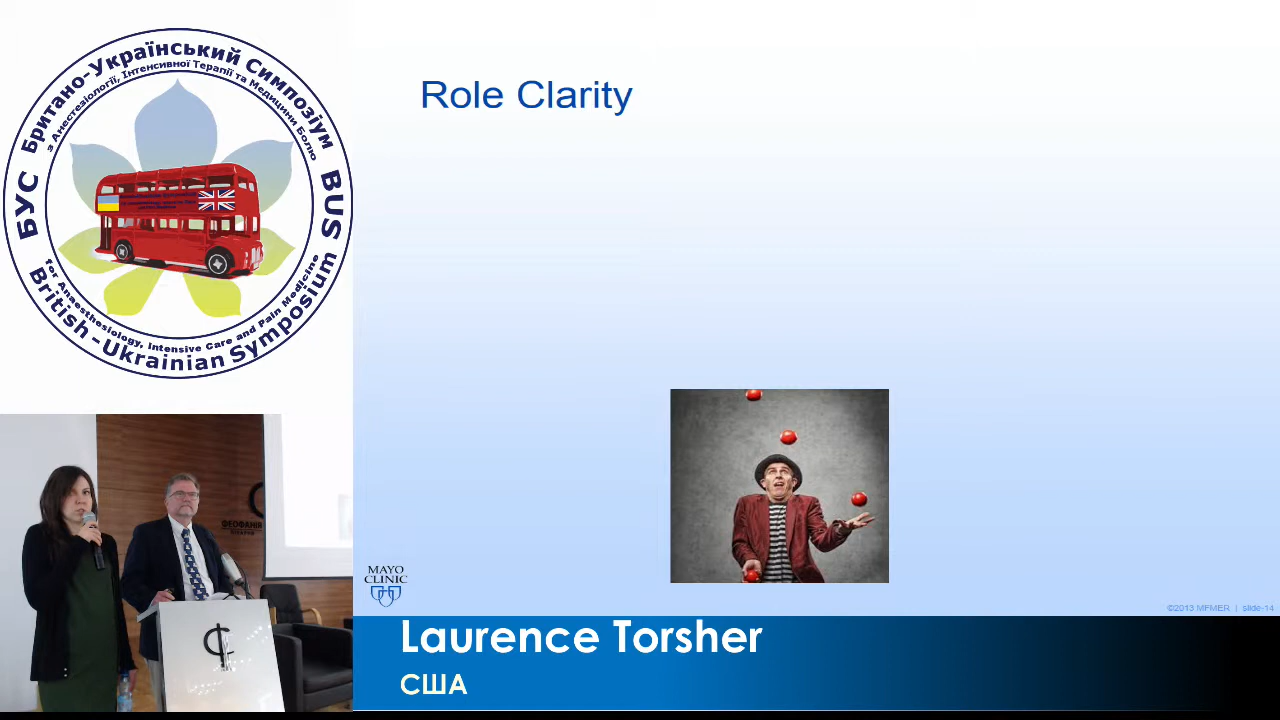 Британо-Український Симпозіум
з Анестезіології, Інтенсивної Терапії та Медицини Болю
БУС
BUS
for Anaesthesiology, Intensive Care and Pain Medicine
British-Ukrainian Symposium
Role Clarity
ФЕОФАНІЯ
MAYO
CLINIC
©2013 MFMER | slide-14
Laurence Torsher
США